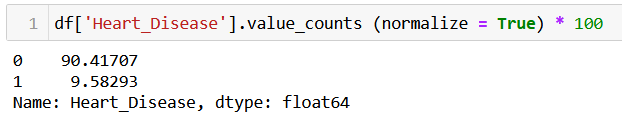 1 df['Heart_Disease'].value_counts (normalize = True) * 100
0 90.41707
1 9.58293
Name: Heart_Disease, dtype: float64